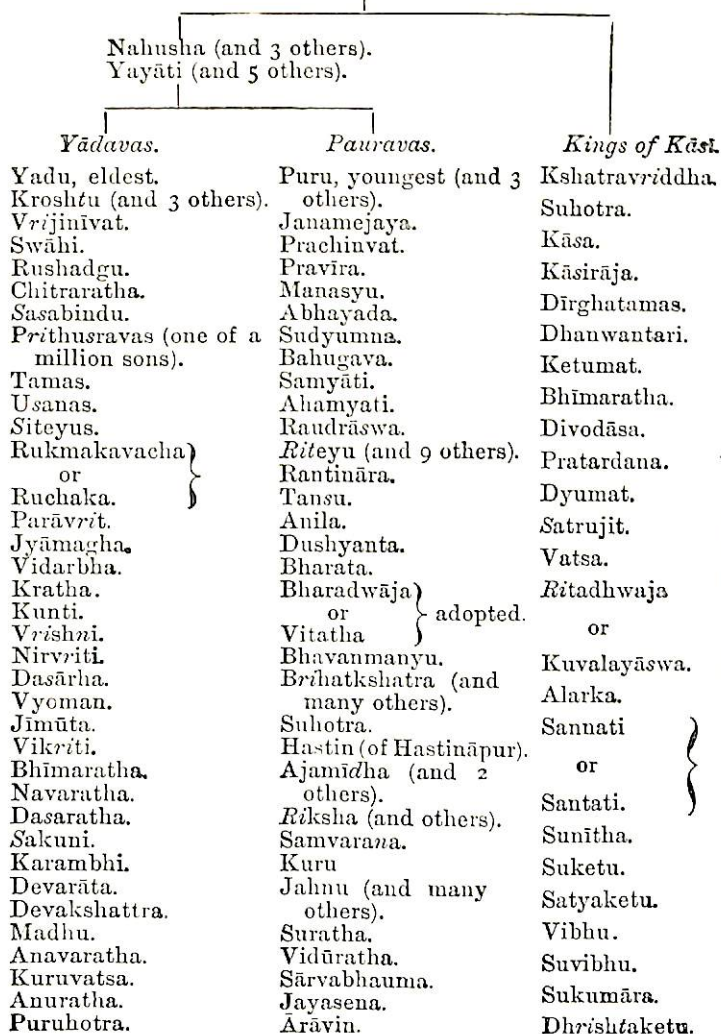 Nahusha (and 3 others).
Yayāti (and 5 others).
Yādavas.
Yadu, eldest.
Kroshtu (and 3 others).
Vrijinīvat.
Swāhi.
Rushadgu.
Chitraratha.
Sasabindu.
Prithusravas (one of a
million sons).
Tamas.
Usanas.
Siteyus.
Rukmakavacha
or
Ruchaka.
Parāvrit.
Jyāmagha.
Vidarbha.
Kratha.
Kunti.
Vrishni.
Nirvriti.
Dasārha.
Vyoman.
Jīmūta.
Vikriti.
Bhīmaratha.
Navaratha.
Dasaratha.
Sakuni.
Karambhi.
Devarāta.
Devakshattra.
Madhu.
Anavaratha.
Kuruvatsa.
Anuratha.
Puruhotra.
Pauravas.
Puru, youngest (and 3
others).
Janamejaya.
Prachinvat.
Pravīra.
Manasyu.
Abhayada.
Sudyumna.
Bahugava.
Samyāti.
Ahamyati.
Raudrāswa.
Riteyu (and 9 others).
Rantināra.
Tansu.
Anila.
Dushyanta.
Bharata.
Bharadwāja
or
Vitatha
adopted.
Bhavanmanyu.
Brihatkshatra (and
many others).
Suhotra.
Hastin (of Hastināpur).
Ajamīdha (and 2
others).
Riksha (and others).
Samvarana.
Kuru
Jahnu (and many
others).
Suratha.
Vidūratha.
Sārvabhauma.
Jayasena.
Ārāvin.
Kings of Kāsi.
Kshatravriddha.
Suhotra.
Kāsa.
Kāsirāja.
Dīrghatamas.
Dhanwantari.
Ketumat.
Bhīmaratha.
Divodāsa.
Pratardana.
Dyumat.
Satrujit.
Vatsa.
Ritadhwaja
or
Kuvalayāswa.
Alarka.
Sannati
or
Santati.
Sunītha.
Suketu.
Satyaketu.
Vibhu.
Suvibhu.
Sukumāra.
Dhrishtaketu.